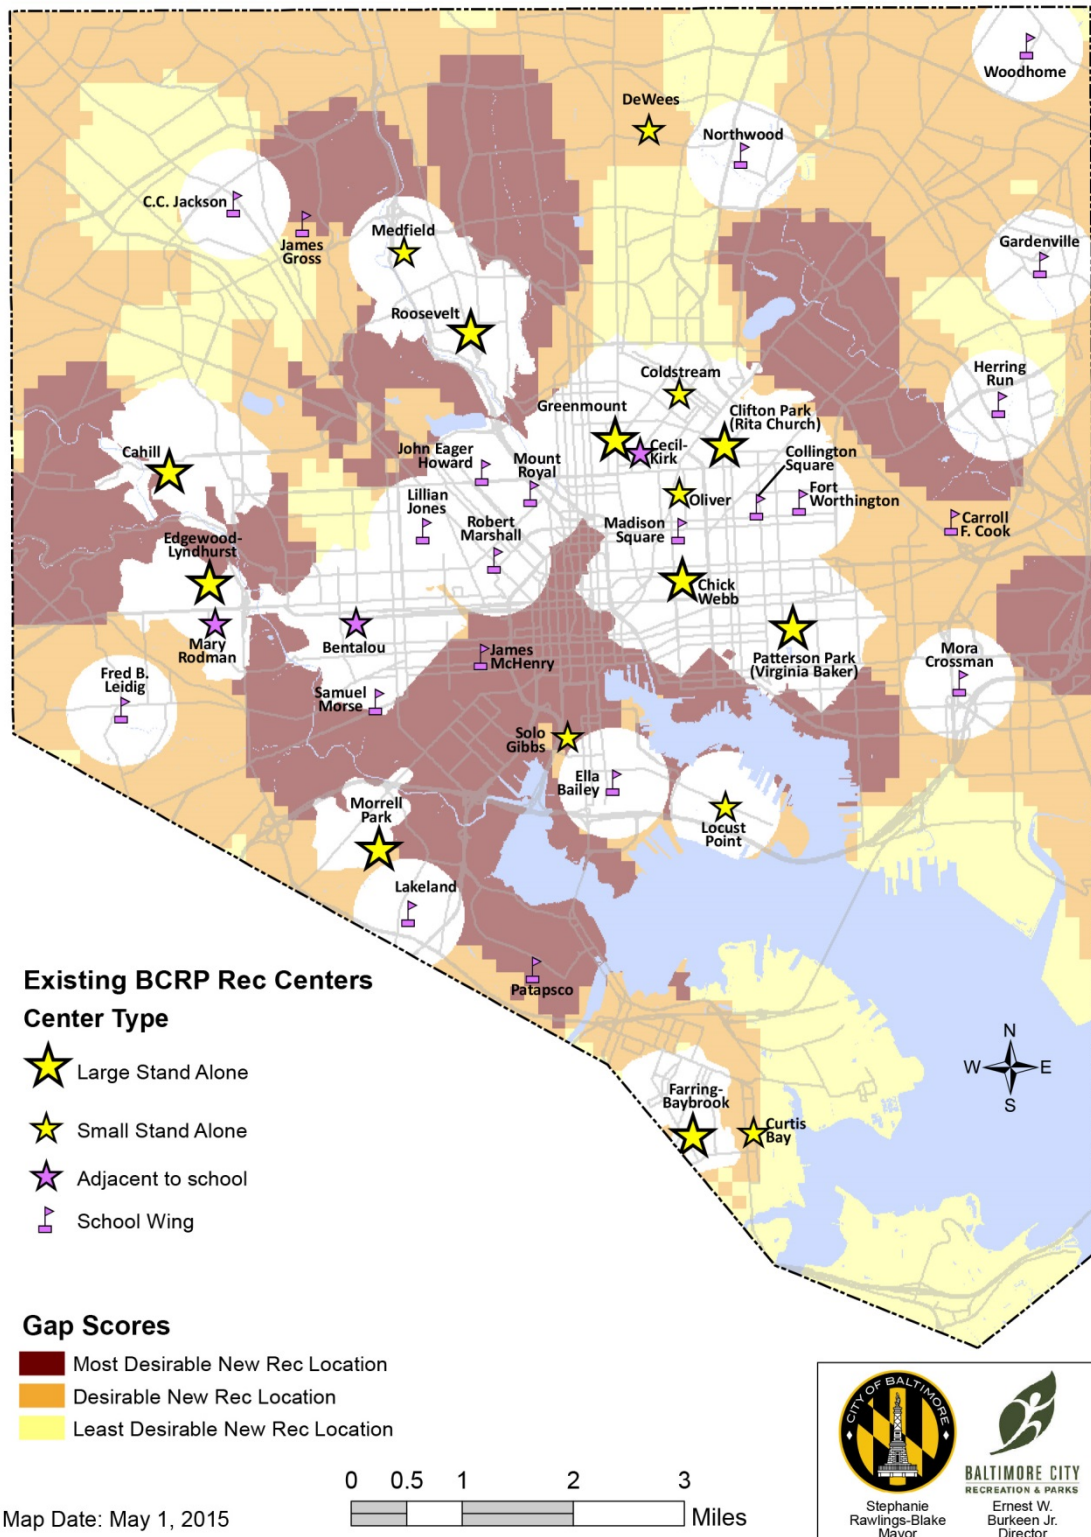 Woodhome
DeWees
Northwood
C.C. Jackson
James
Gross
Medfield
Gardenville
Roosevelt
Coldstream
Herring
Run
Greenmount
Clifton Park
(Rita Church)
Cecil-
Kirk
Collington
Square
Cahill
John Eager
Howard
Mount
Royal
Lillian
Jones
Oliver
Fort
Worthington
Robert
Marshall
Madison
Square
Carroll
F. Cook
Edgewood-
Lyndhurst
Chick
Webb
Mary
Rodman
Bentalou
James
McHenry
Patterson Park
(Virginia Baker)
Mora
Crossman
Fred B.
Leidig
Samuel
Morse
Solo
Gibbs
Ella
Bailey
Locust
Point
Morrell
Park
Lakeland
Patapsco
Farring-
Baybrook
Curtis
Bay
N
W
E
S
Existing BCRP Rec Centers
Center Type
Large Stand Alone
Small Stand Alone
Adjacent to school
School Wing
Gap Scores
Most Desirable New Rec Location
Desirable New Rec Location
Least Desirable New Rec Location
0 0.5 1 2 3
Miles
Map Date: May 1, 2015
CITY OF BALTIMORE
Stephanie
Rawlings-Blake
Mayor
BALTIMORE CITY
RECREATION & PARKS
Ernest W.
Burkeen Jr.
Director